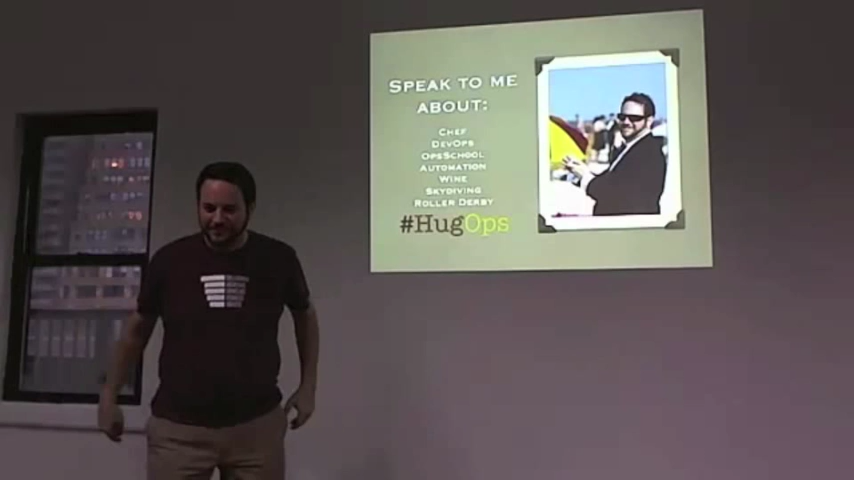 SPEAK TO ME
ABOUT:
CHEF
DEVOPS
OPSSCHOOL
AUTOMATION
WINE
SKYDIVING
ROLLER DERBY
#HugOps